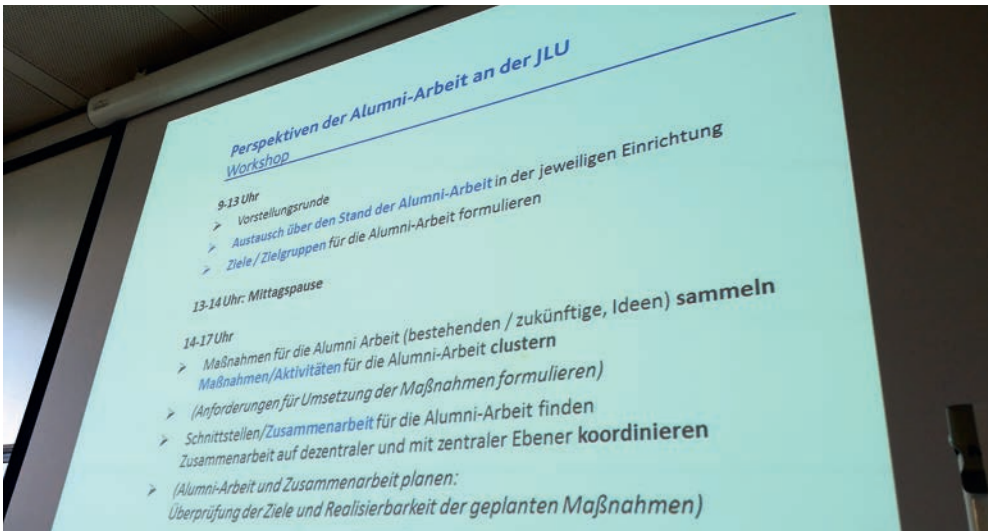 Perspektiven der Alumni-Arbeit an der JLU
Workshop
9-13 Uhr
➢ Vorstellungsrunde
➢ Austausch über den Stand der Alumni-Arbeit in der jeweiligen Einrichtung
➢ Ziele / Zielgruppen für die Alumni-Arbeit formulieren
13-14 Uhr: Mittagspause
14-17 Uhr
➢ Maßnahmen für die Alumni Arbeit (bestehenden / zukünftige, Ideen) sammeln
Maßnahmen/Aktivitäten für die Alumni-Arbeit clustern
➢ (Anforderungen für Umsetzung der Maßnahmen formulieren)
➢ Schnittstellen/Zusammenarbeit für die Alumni-Arbeit finden
Zusammenarbeit auf dezentraler und mit zentraler Ebener koordinieren
➢ (Alumni-Arbeit und Zusammenarbeit planen:
Überprüfung der Ziele und Realisierbarkeit der geplanten Maßnahmen)